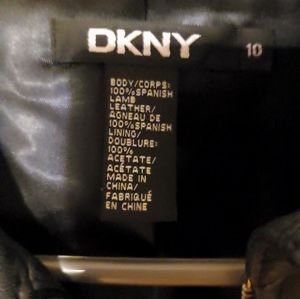 DKNY 10
BODY/CORPS:
100%SPANISH
LAMB
LEATHER/
AGNEAU DE
100%SPANISH
LINING/
DOUBLURE:
100%
ACETATE/
ACÉTATE
MADE IN
CHINA/
FABRIQUÉ
EN CHINE